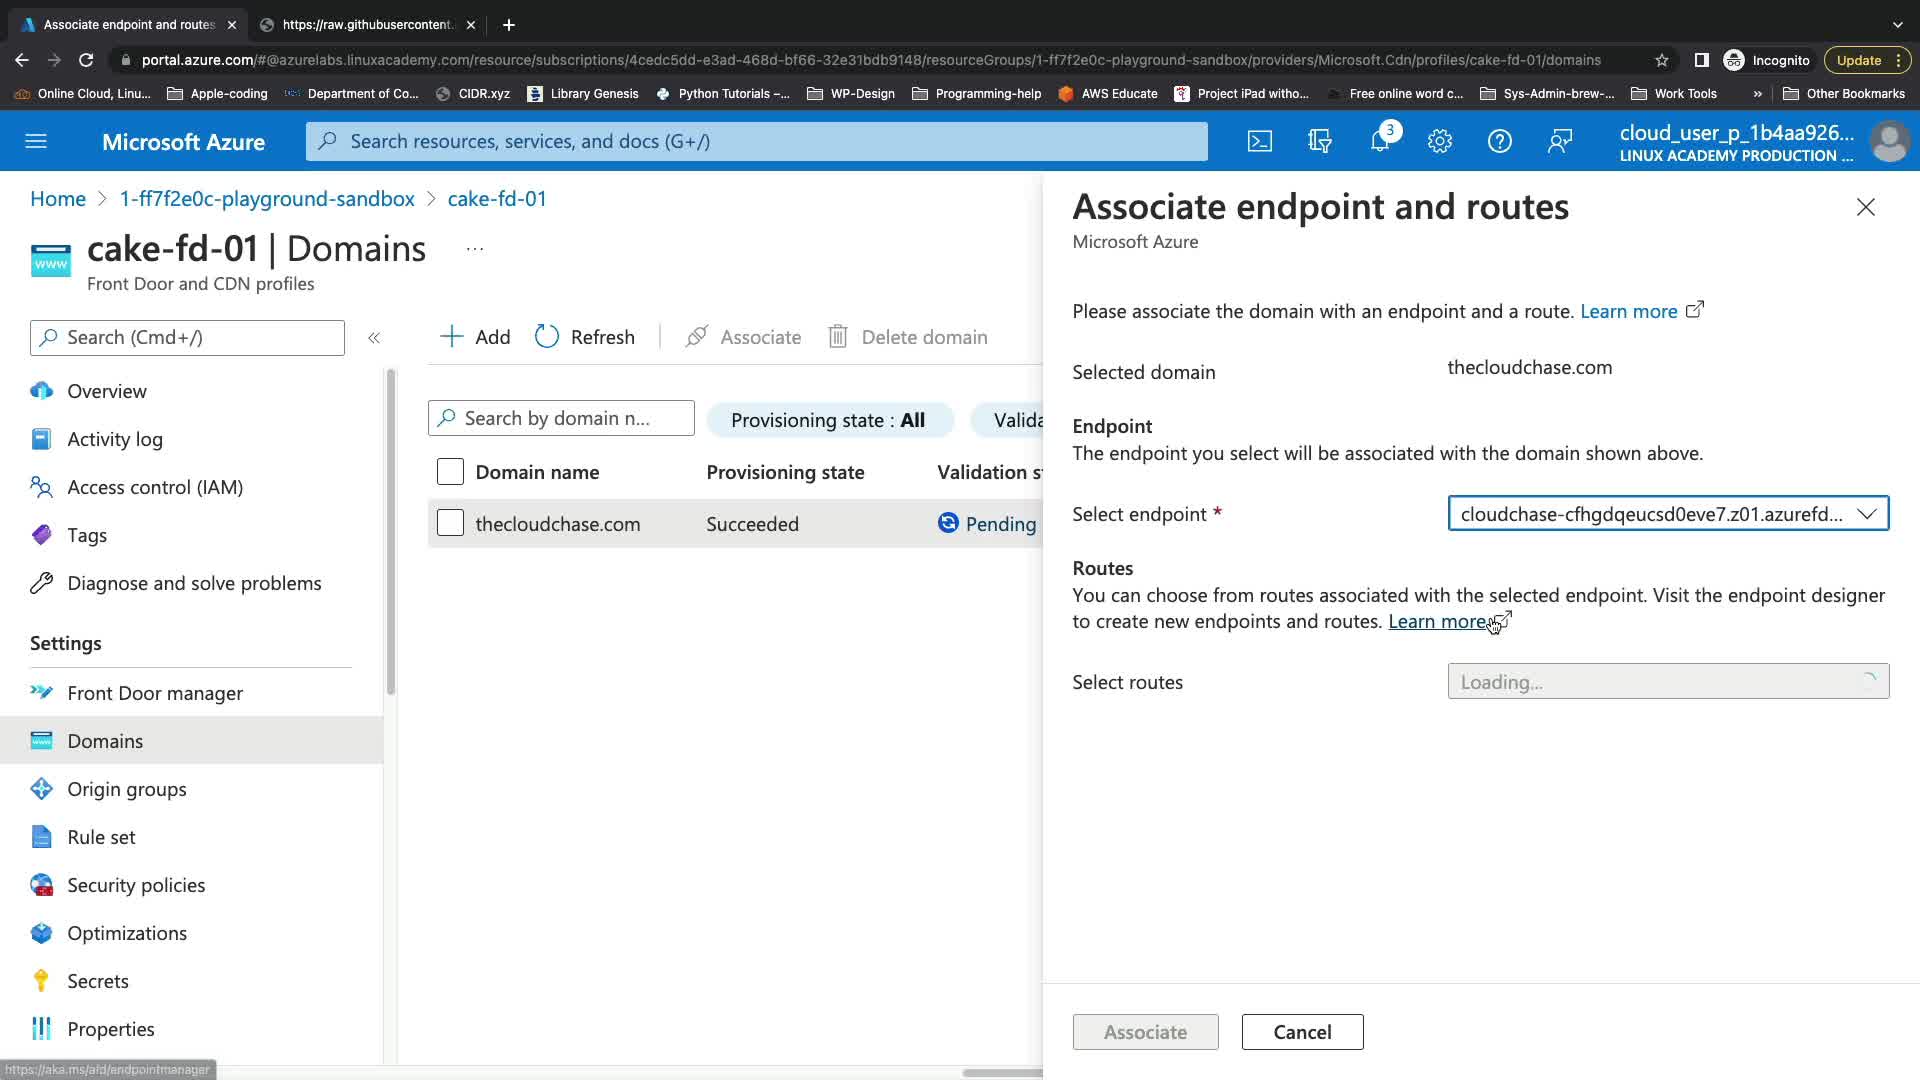 Associate endpoint and routes
https://raw.githubusercontent.
portal.azure.com/#@azurelabs.linuxacademy.com/resource/subscriptions/4cedc5dd-e3ad-468d-bf66-32e31bdb9148/resourceGroups/1-ff7f2e0c-playground-sandbox/providers/Microsoft.Cdn/profiles/cake-fd-01/domains
Incognito
Update
Online Cloud, Linu...
Apple-coding
Department of Co...
CIDR.xyz
Library Genesis
Python Tutorials –...
WP-Design
Programming-help
AWS Educate
Project iPad witho...
Free online word c...
Sys-Admin-brew-...
Work Tools
»
Other Bookmarks
Microsoft Azure
Search resources, services, and docs (G+/)
3
cloud_user_p_1b4aa926...
LINUX ACADEMY PRODUCTION ...
Home > 1-ff7f2e0c-playground-sandbox > cake-fd-01
www
cake-fd-01 | Domains
...
Front Door and CDN profiles
Search (Cmd+/)
«
Overview
Activity log
Access control (IAM)
Tags
Diagnose and solve problems
Settings
Front Door manager
Domains
Origin groups
Rule set
Security policies
Optimizations
Secrets
Properties
https://aka.ms/afd/endpointmanager
Add
Refresh
Associate
Delete domain
Search by domain n...
Provisioning state : All
Valida
Domain name
Provisioning state
Validation s
thecloudchase.com
Succeeded
Pending
Associate endpoint and routes
Microsoft Azure
Please associate the domain with an endpoint and a route. Learn more
Selected domain
thecloudchase.com
Endpoint
The endpoint you select will be associated with the domain shown above.
Select endpoint *
cloudchase-cfhgdqeucsd0eve7.z01.azurefd...
Routes
You can choose from routes associated with the selected endpoint. Visit the endpoint designer
to create new endpoints and routes. Learn more
Select routes
Loading...
Associate
Cancel